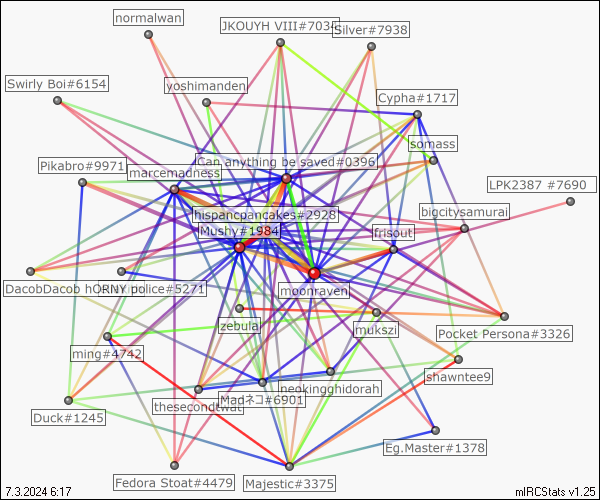 normalwan
JKOUYH VIII#7034
Silver#7938
Swirly Boi#6154
yoshimanden
Cypha#1717
somass
Pikabro#9971
Can anything be saved#0396
marcemadness
LPK2387 #7690
hispancpancakes#2928
bigcitysamurai
Mushy#1984
frisout
DacobDacob
hORNY police#5271
moonraven
zebulai
mukszi
Pocket Persona#3326
ming#4742
shawntee9
neokingghidorah
Madネコ#6901
thesecondtwat
Duck#1245
Eg.Master#1378
Fedora Stoat#4479
Majestic#3375
7.3.2024 6:17
mIRCStats v1.25